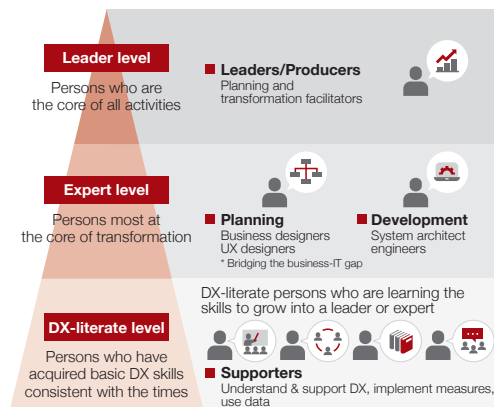 Leader level
Persons who are
the core of all activities
Leaders/Producers
Planning and
transformation facilitators
Expert level
Persons most at
the core of transformation
Planning
Business designers
UX designers
* Bridging the business-IT gap
Development
System architect
engineers
DX-literate level
Persons who have
acquired basic DX skills
consistent with the times
DX-literate persons who are learning the
skills to grow into a leader or expert
Supporters
Understand & support DX, implement measures,
use data